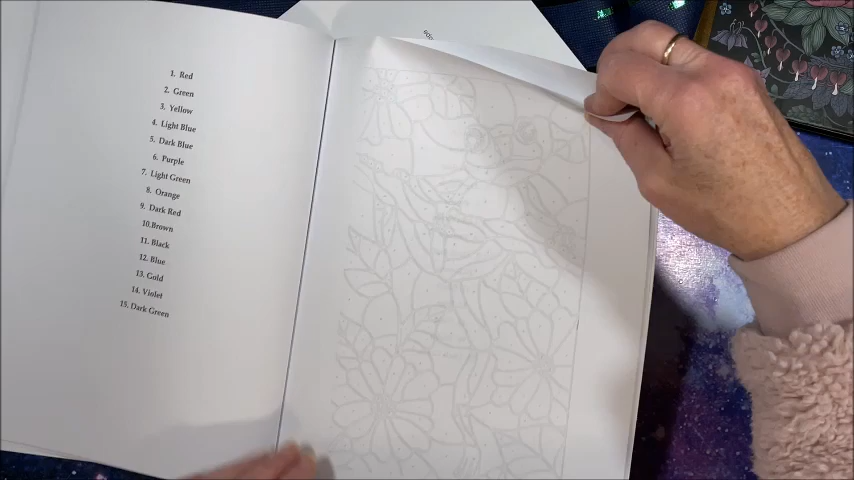 1. Red
2. Green
3. Yellow
4. Light Blue
5. Dark Blue
6. Purple
7. Light Green
8. Orange
9. Dark Red
10.Brown
11. Black
12. Blue
13. Gold
14. Violet
15. Dark Green